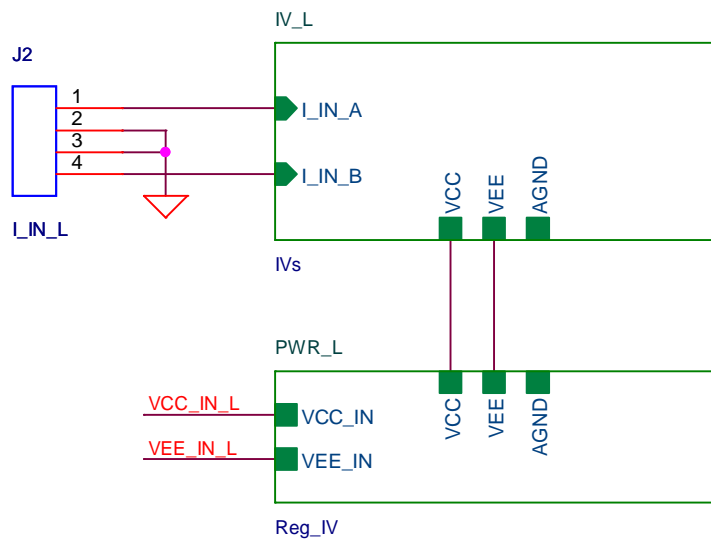 IV_L
J2
1
2
3
4
I_IN_A
I_IN_B
VCC
VEE
AGND
I_IN_L
IVs
PWR_L
VCC_IN_L
VEE_IN_L
VCC_IN
VEE_IN
VCC
VEE
AGND
Reg_IV